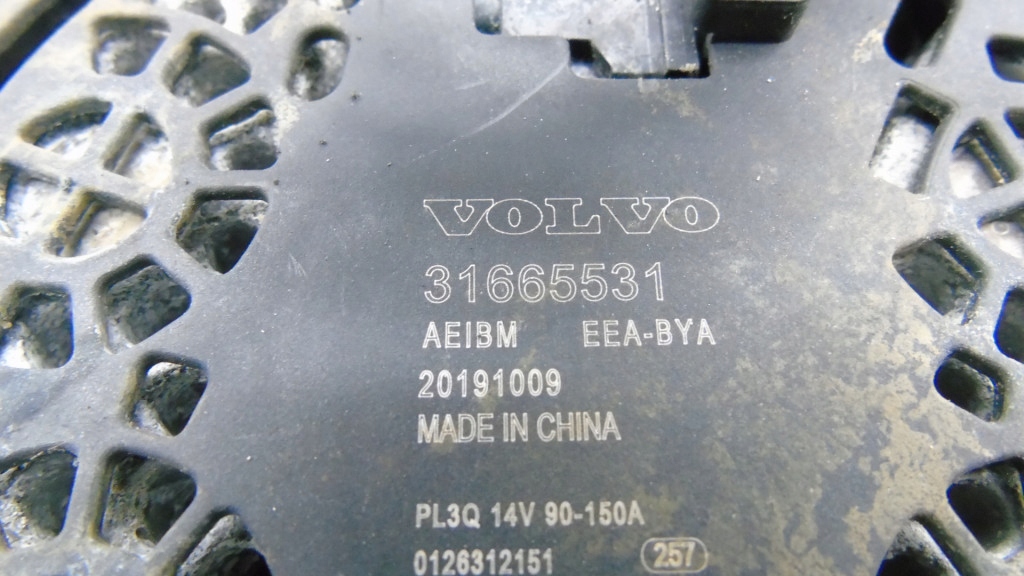 VOLVO
31665531
AEIBM EEA-BYA
20191009
MADE IN CHINA
PL3Q 14V 90-150A
0126312151 257